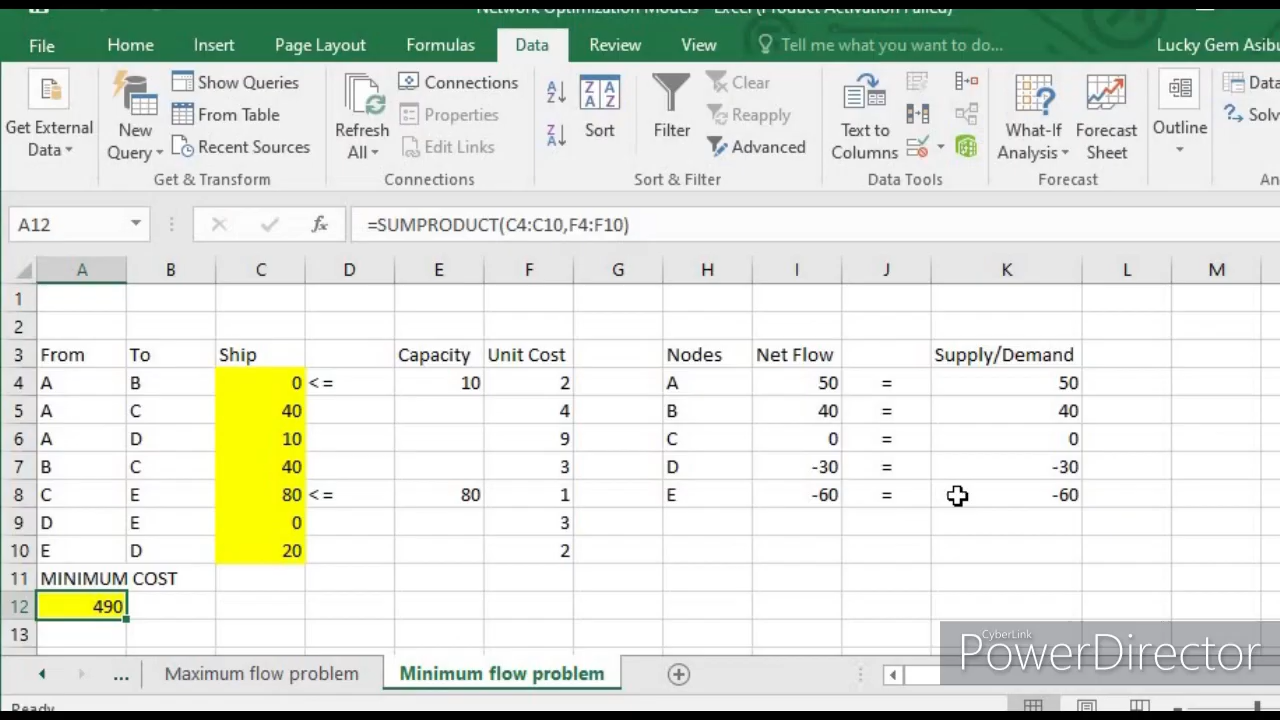 Network Optimization Models - Excel (Product Activation Failed)
File Home Insert Page Layout Formulas Data Review View Tell me what you want to do... Lucky Gem Asibu
Get External Data
New Query
Show Queries
From Table
Recent Sources
Get & Transform
Refresh All
Connections
Properties
Edit Links
Connections
Sort
Filter
Clear
Reapply
Advanced
Sort & Filter
Text to Columns
Data Tools
What-If Analysis
Forecast Sheet
Forecast
Outline
Data
Solv
An
A12 fx =SUMPRODUCT(C4:C10,F4:F10)
A B C D E F G H I J K L M
1
2
3 From To Ship Capacity Unit Cost Nodes Net Flow Supply/Demand
4 A B 0 <= 10 2 A 50 = 50
5 A C 40 4 B 40 = 40
6 A D 10 9 C 0 = 0
7 B C 40 3 D -30 = -30
8 C E 80 <= 80 1 E -60 = -60
9 D E 0 3
10 E D 20 2
11 MINIMUM COST
12 490
13
CyberLink
PowerDirector
... Maximum flow problem Minimum flow problem
Ready